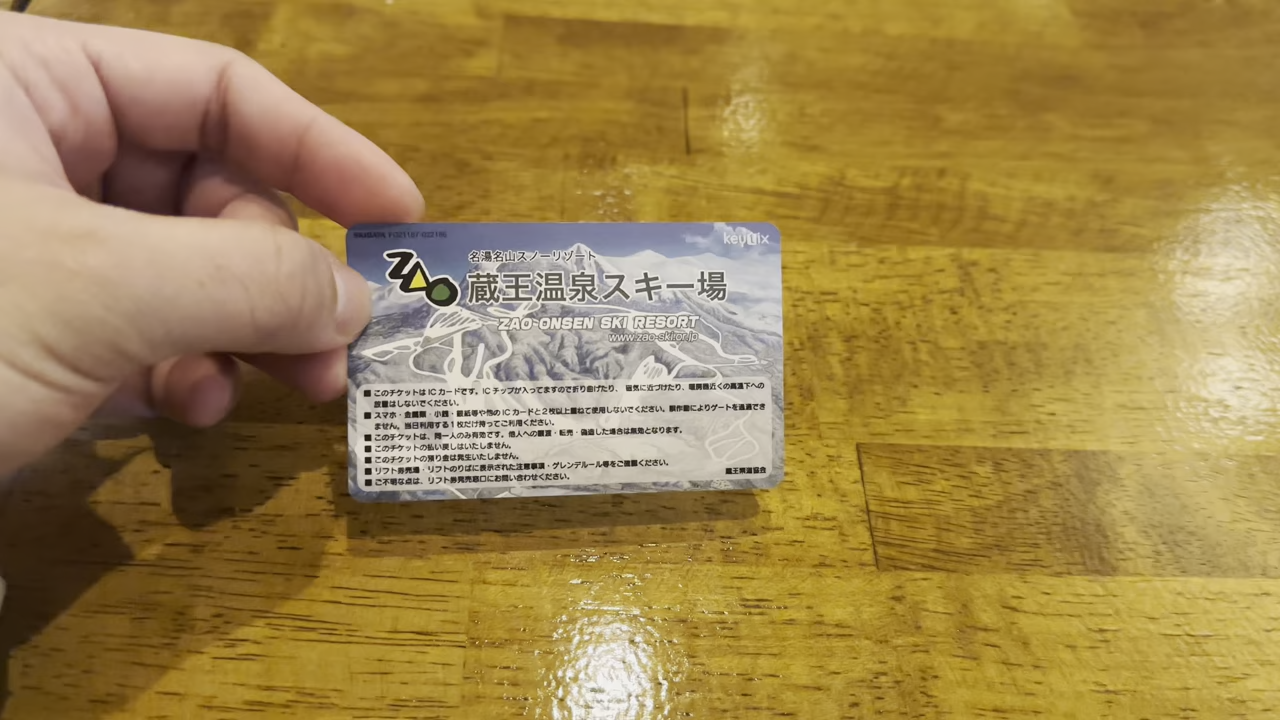 keyLix
ZAO
名湯名山スノーリゾート
蔵王温泉スキー場
ZAO ONSEN SKI RESORT
www.zao-ski.or.jp
■このチケットはICカードです。ICチップが入ってますので折り曲げたり、磁気に近づけたり、暖房器近くの高温下への
放置はしないでください。
■スマホ・金属類・小銭・銀紙等や他のICカードと2枚以上重ねて使用しないでください。誤作動によりゲートを通過でき
ません。当日利用する1枚だけ持ってご利用ください。
■このチケットは、同一人のみ有効です。他人への譲渡・転売・偽造した場合は無効となります。
■このチケットの払い戻しはいたしません。
■このチケットの預り金は発生いたしません。
■リフト券売場・リフトのりばに表示された注意事項・ゲレンデルール等をご確認ください。
■ご不明な点は、リフト券発売窓口にお問い合わせください。
蔵王索道協会